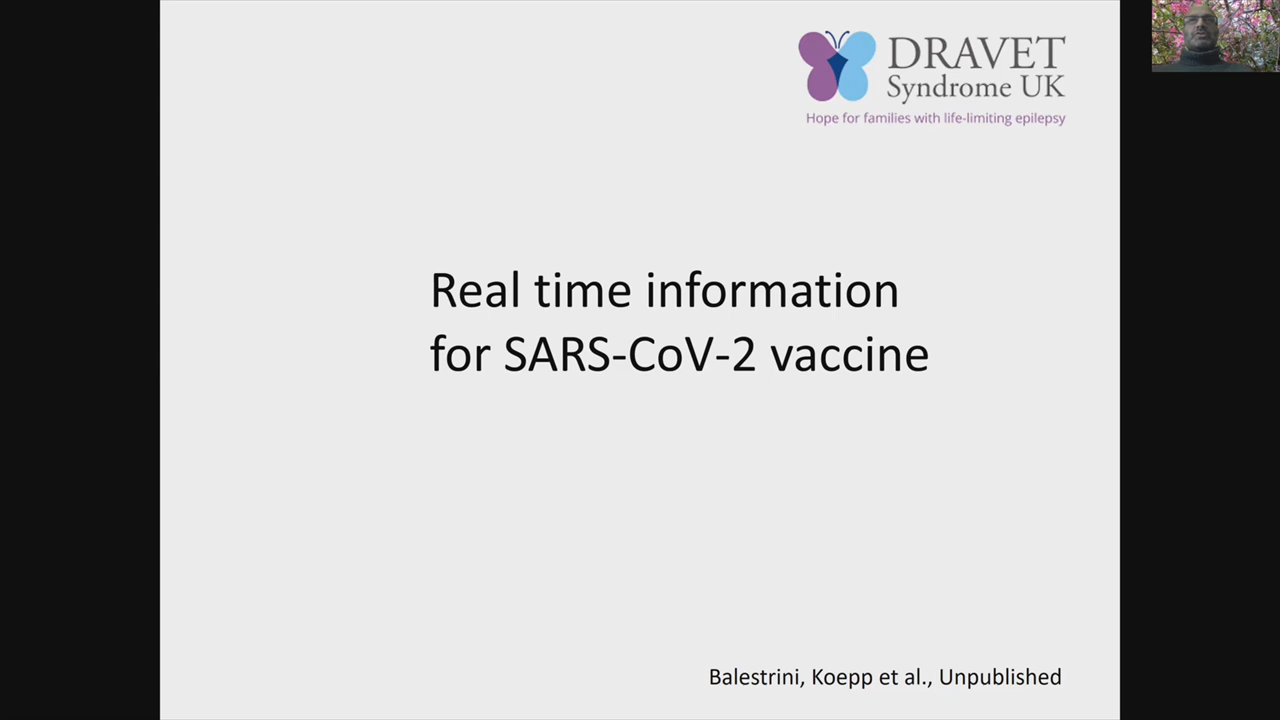 DRAVET
Syndrome UK
Hope for families with life-limiting epilepsy
Real time information
for SARS-CoV-2 vaccine
Balestrini, Koepp et al., Unpublished